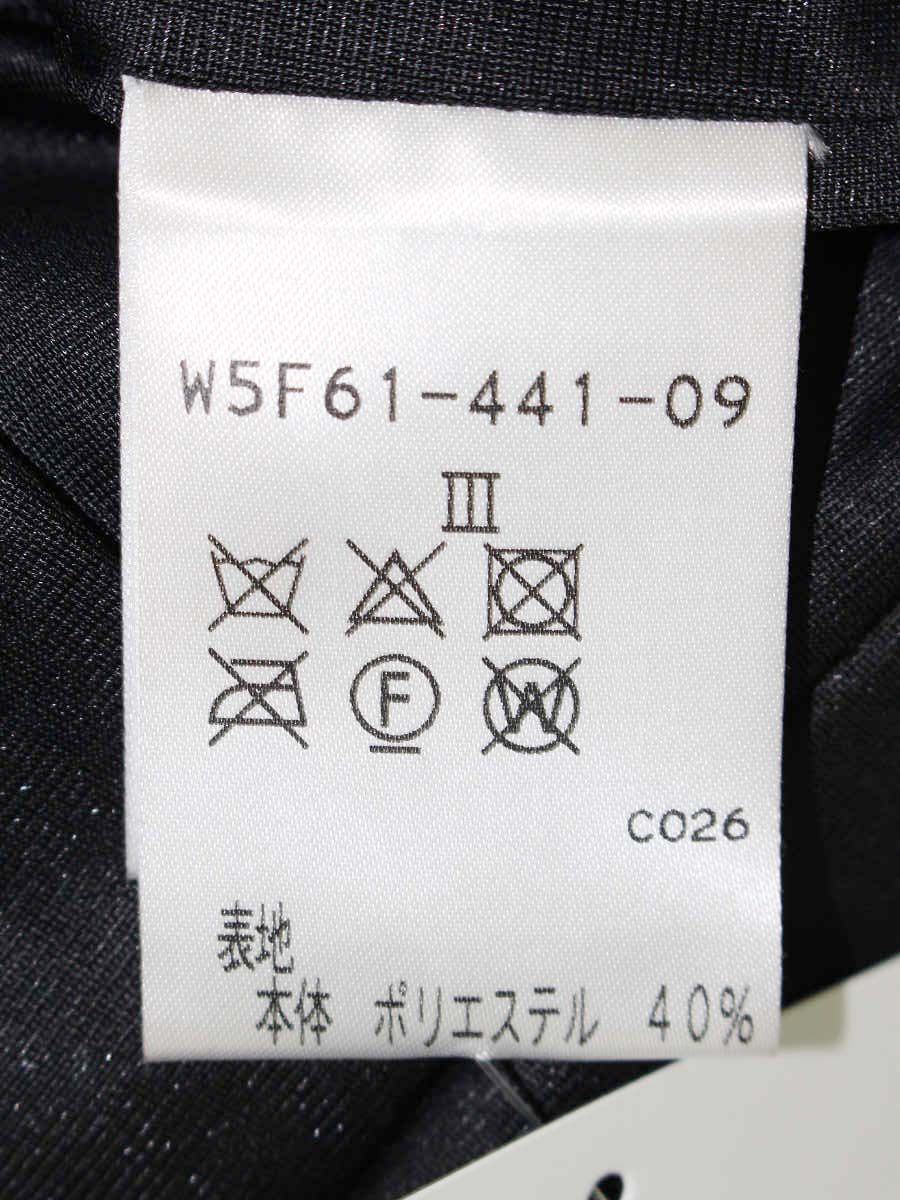 W5F61-441-09
III
F W
C026
表地
本体 ポリエステル 40%